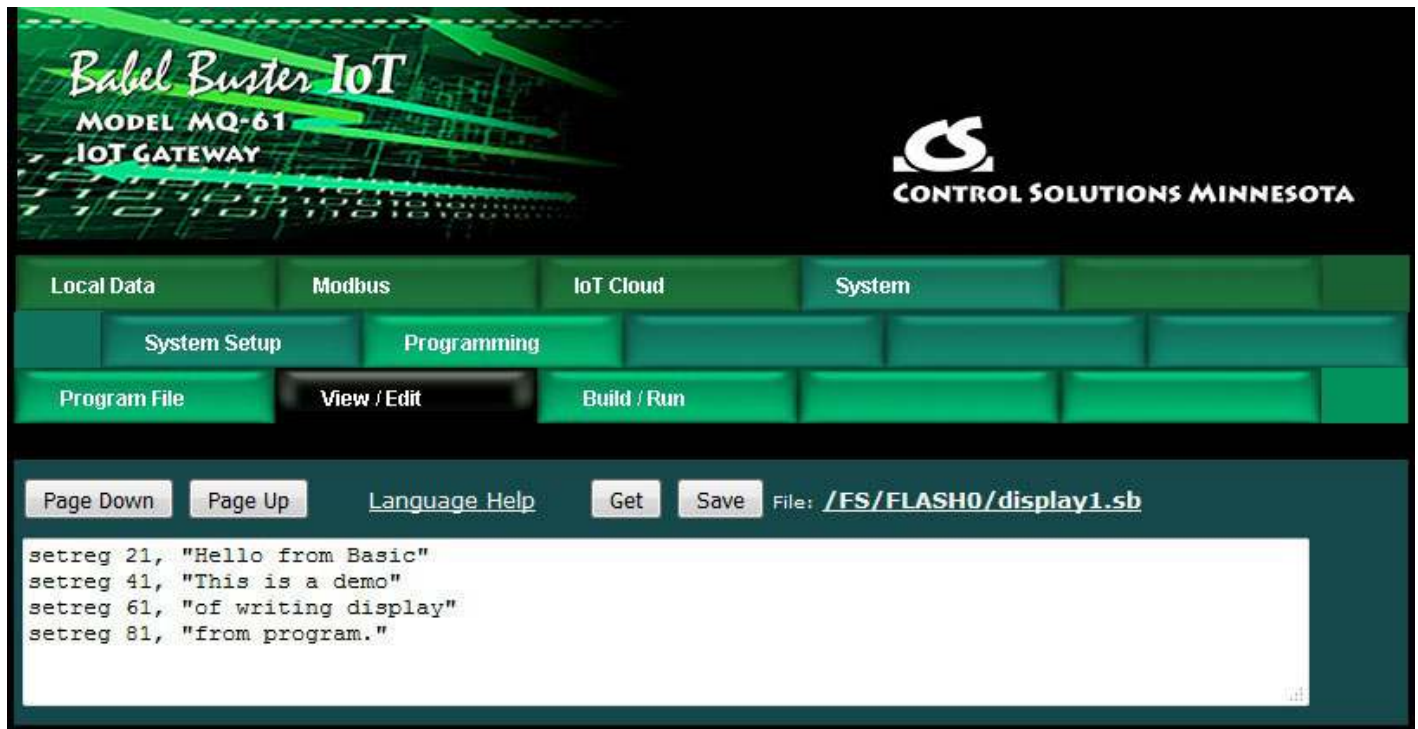 Babel Buster IoT
MODEL MQ-61
IOT GATEWAY
CS
CONTROL SOLUTIONS MINNESOTA
Local Data Modbus IoT Cloud System
System Setup Programming
Program File View / Edit Build / Run
Page Down Page Up Language Help Get Save File: /FS/FLASH0/display1.sb
setreg 21, "Hello from Basic"
setreg 41, "This is a demo"
setreg 61, "of writing display"
setreg 81, "from program."